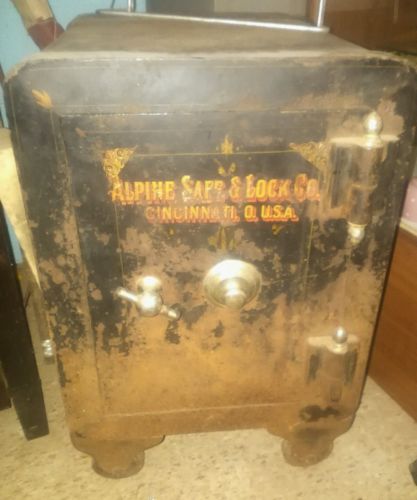 ALPINE SAFE & LOCK CO.
CINCINNATI, O. U.S.A.